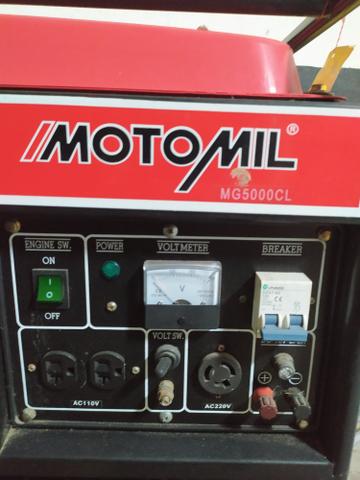 MOTOMIL®
MG5000CL
ENGINE SW. POWER VOLTMETER BREAKER
ON
I
O
OFF
V
VOLT SW.
AC110V
AC220V
+ −